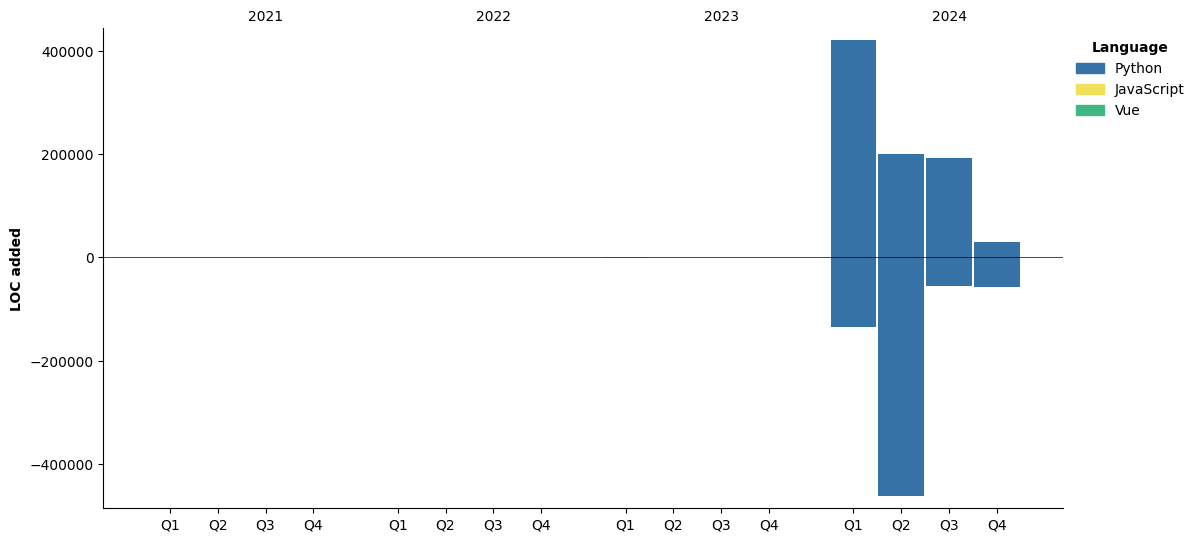 2021 2022 2023 2024
Language
Python
JavaScript
Vue
LOC added
400000
200000
0
−200000
−400000
Q1 Q2 Q3 Q4 Q1 Q2 Q3 Q4 Q1 Q2 Q3 Q4 Q1 Q2 Q3 Q4